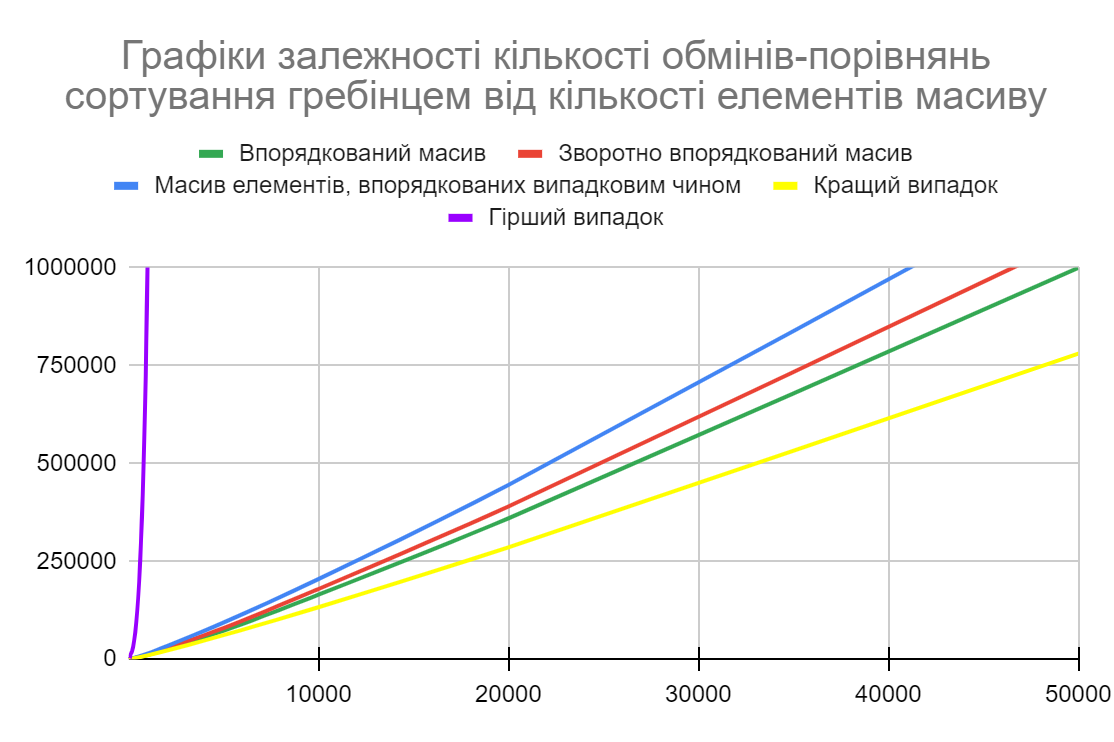 Графіки залежності кількості обмінів-порівнянь
сортування гребінцем від кількості елементів масиву
Впорядкований масив Зворотно впорядкований масив
Масив елементів, впорядкованих випадковим чином Кращий випадок
Гірший випадок
1000000
750000
500000
250000
0
10000 20000 30000 40000 50000